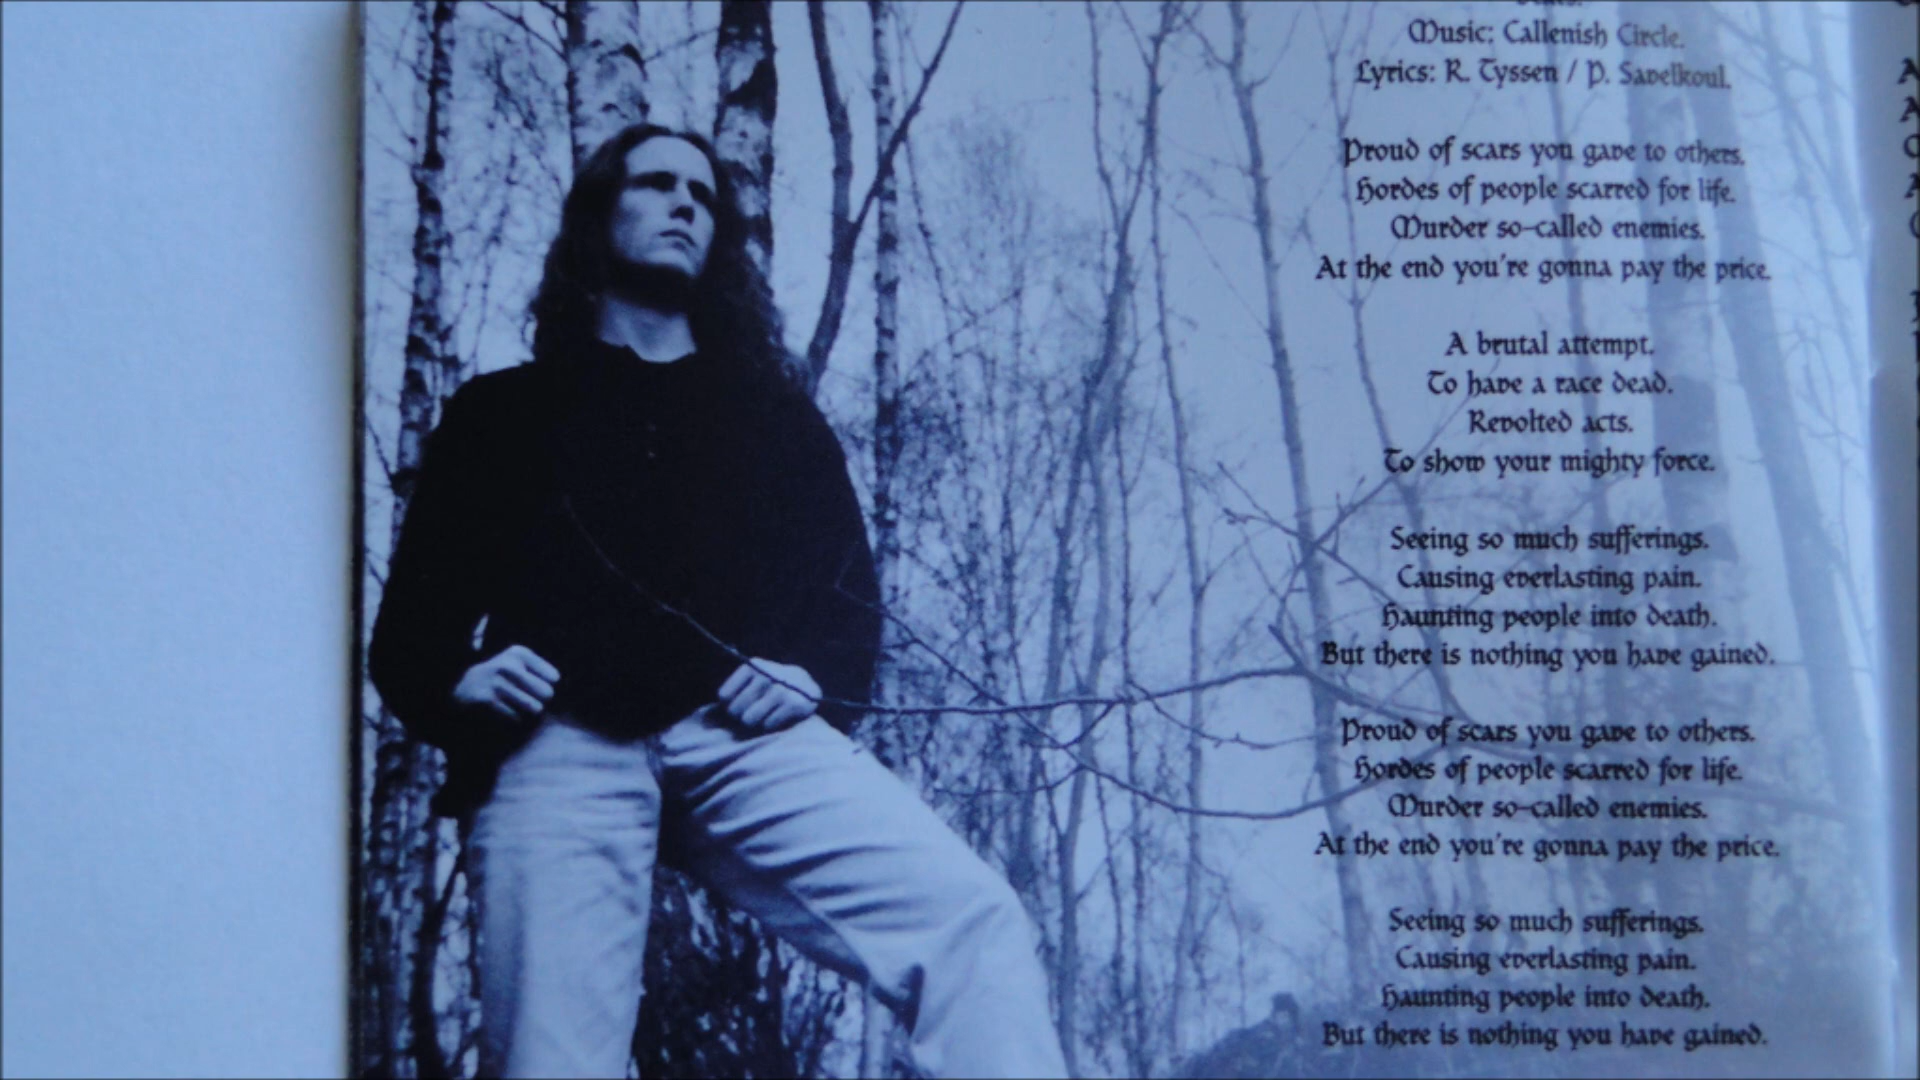 Music: Callenish Circle.
Lyrics: R. Tyssen / P. Savelkoul.
Proud of scars you gave to others.
Hordes of people scarred for life.
Murder so-called enemies.
At the end you're gonna pay the price.
A brutal attempt.
To have a race dead.
Revolted acts.
To show your mighty force.
Seeing so much sufferings.
Causing everlasting pain.
Haunting people into death.
But there is nothing you have gained.
Proud of scars you gave to others.
Hordes of people scarred for life.
Murder so-called enemies.
At the end you're gonna pay the price.
Seeing so much sufferings.
Causing everlasting pain.
Haunting people into death.
But there is nothing you have gained.